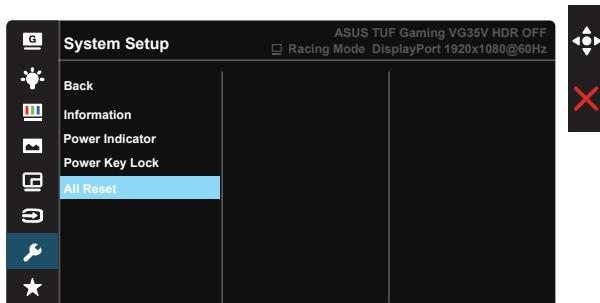 G
System Setup
ASUS TUF Gaming VG35V HDR OFF
Racing Mode DisplayPort 1920x1080@60Hz
Back
Information
Power Indicator
Power Key Lock
All Reset